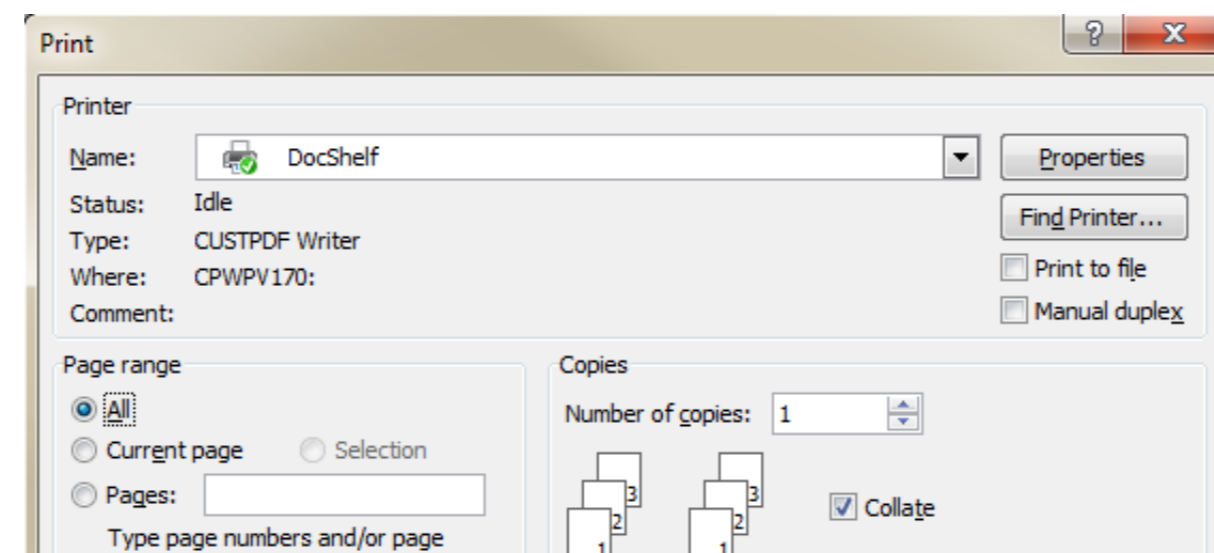 Print
Printer
Name: DocShelf Properties
Status: Idle
Find Printer...
Type: CUSTPDF Writer
Where: CPWPV170: Print to file
Comment: Manual duplex
Page range Copies
All Number of copies: 1
Current page Selection
Pages: 3 3 Collate
2 2
Type page numbers and/or page 1 1